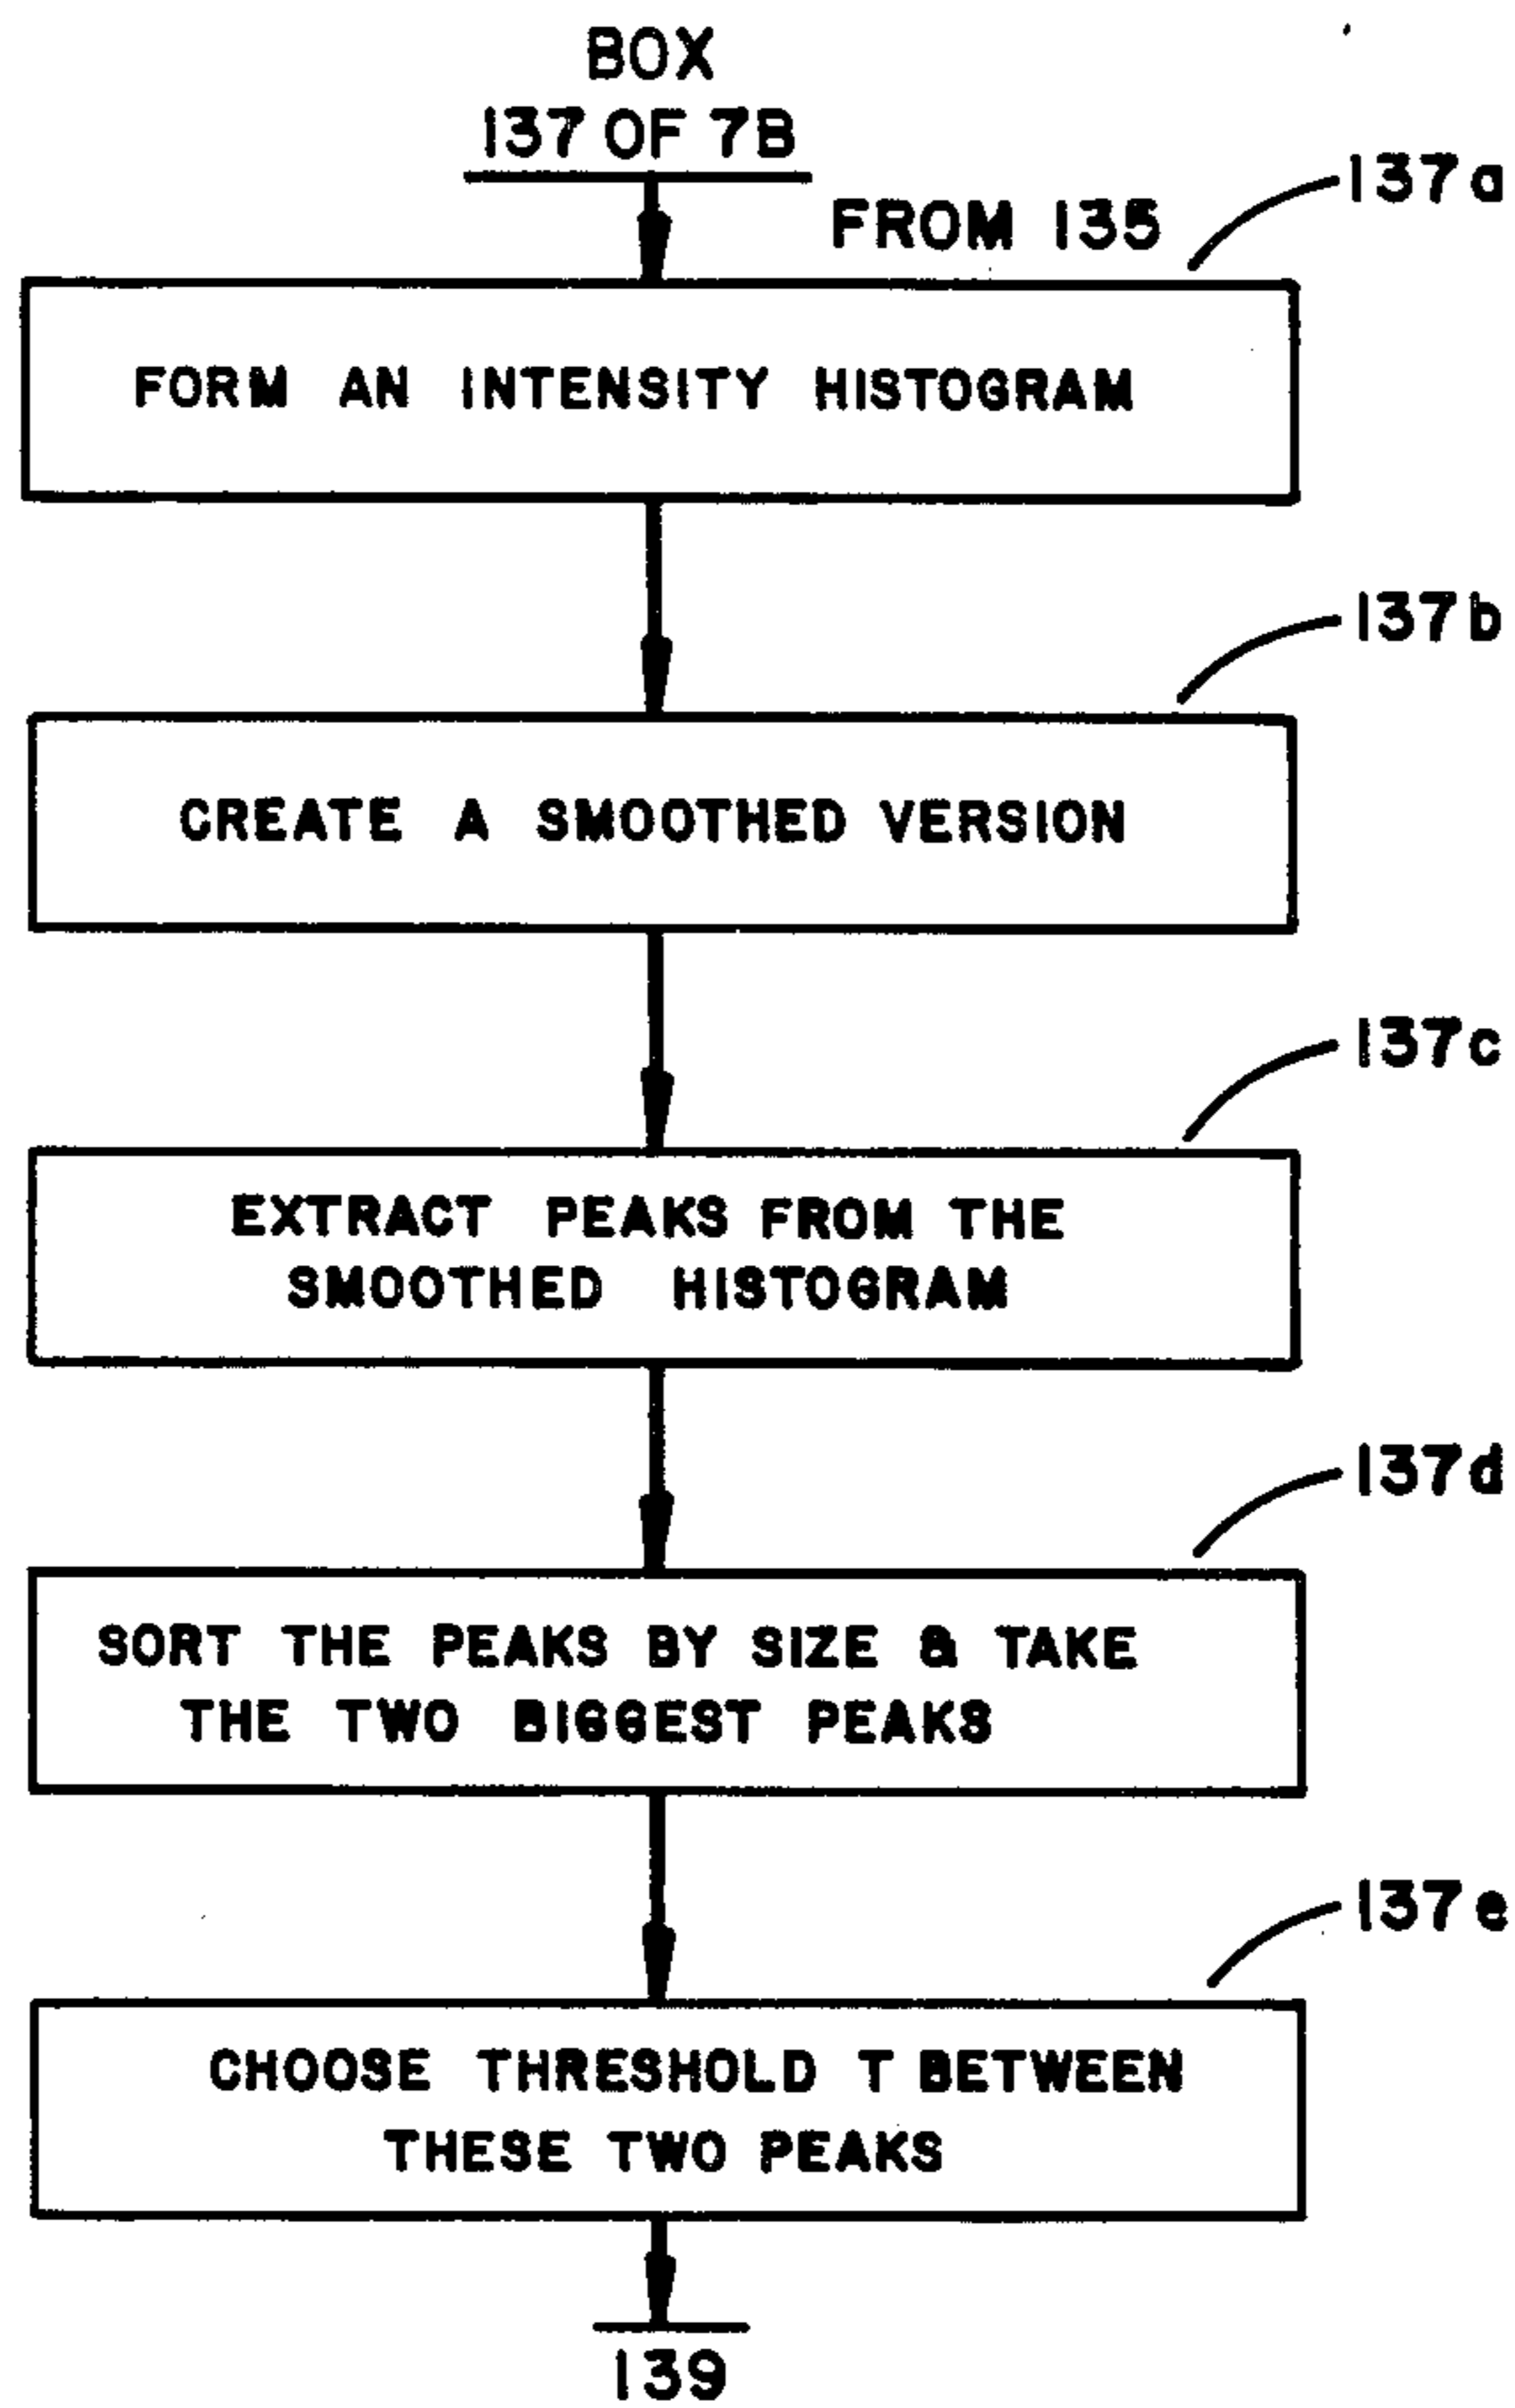 BOX
137 OF 7B
FROM 135
137a
FORM AN INTENSITY HISTOGRAM
137b
CREATE A SMOOTHED VERSION
137c
EXTRACT PEAKS FROM THE
SMOOTHED HISTOGRAM
137d
SORT THE PEAKS BY SIZE & TAKE
THE TWO BIGGEST PEAKS
137e
CHOOSE THRESHOLD T BETWEEN
THESE TWO PEAKS
139